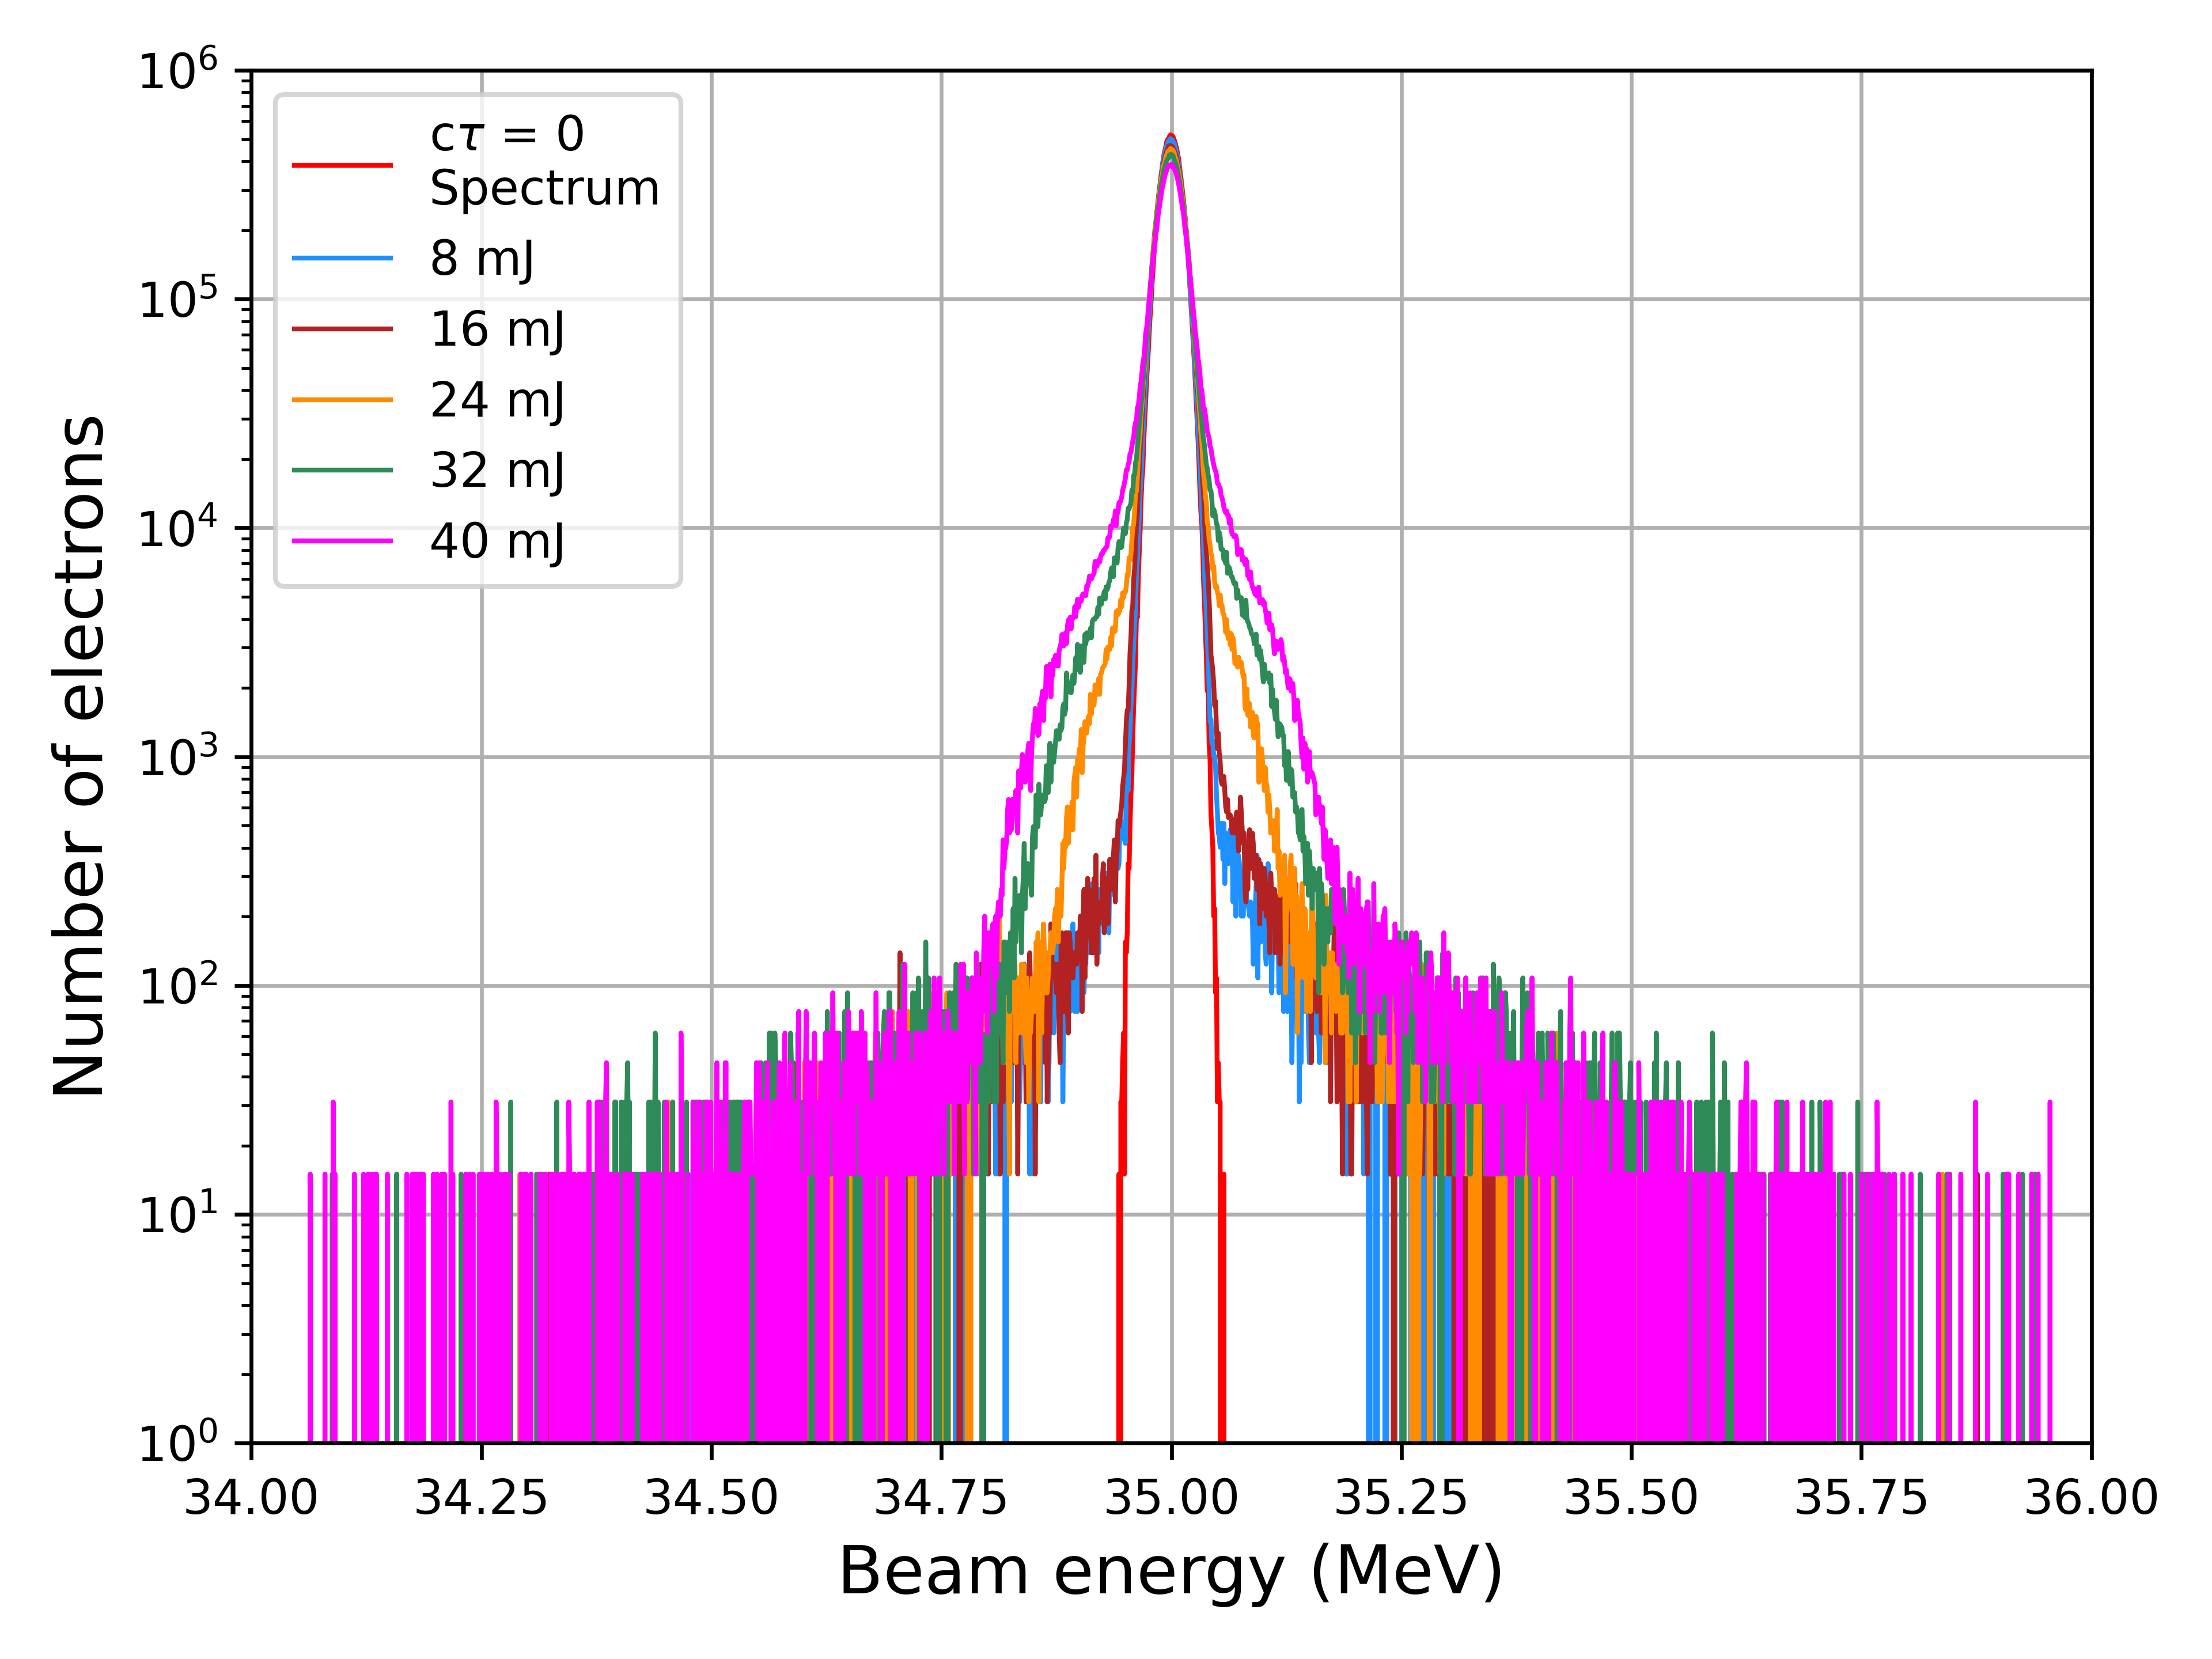 10⁶
10⁵
10⁴
10³
10²
10¹
10⁰
Number of electrons
cτ = 0
Spectrum
8 mJ
16 mJ
24 mJ
32 mJ
40 mJ
34.00 34.25 34.50 34.75 35.00 35.25 35.50 35.75 36.00
Beam energy (MeV)